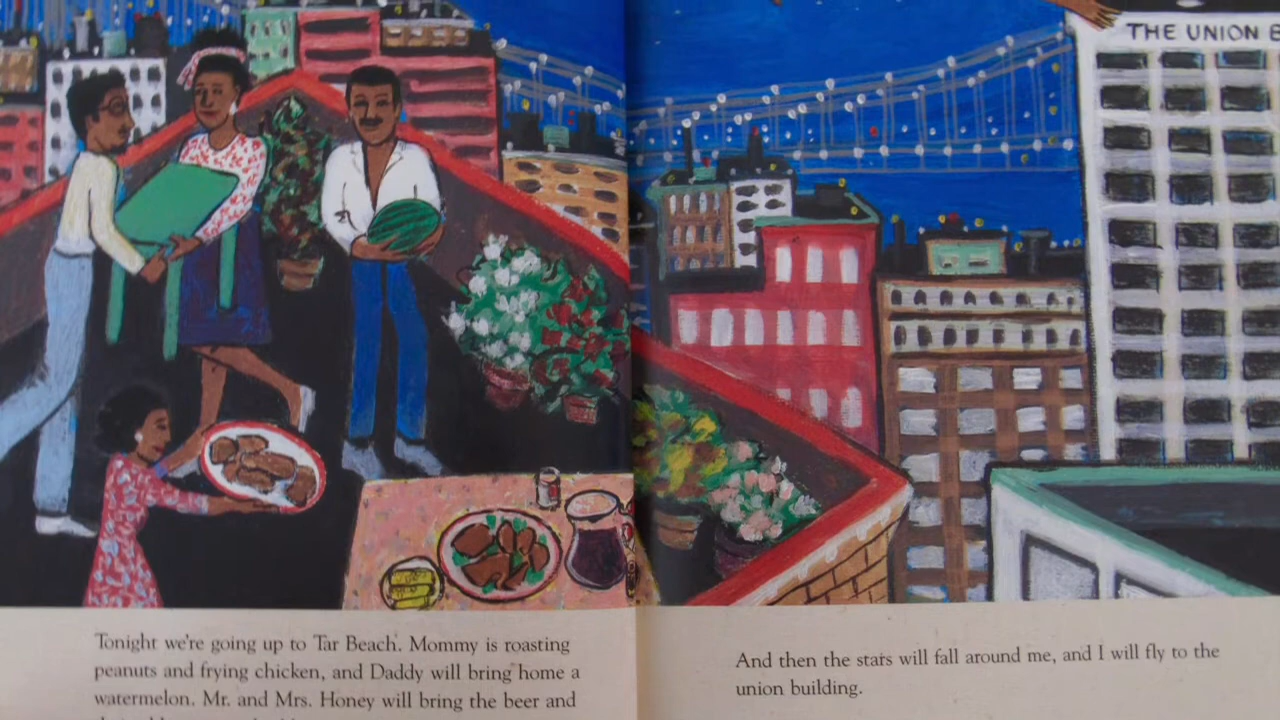 THE UNION B
Tonight we're going up to Tar Beach. Mommy is roasting
peanuts and frying chicken, and Daddy will bring home a
watermelon. Mr. and Mrs. Honey will bring the beer and
And then the stars will fall around me, and I will fly to the
union building.